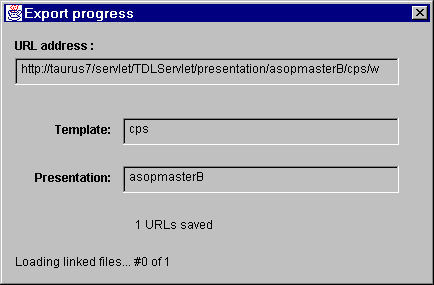 Export progress
URL address :
http://taurus7/servlet/TDLServlet/presentation/asopmasterB/cps/w
Template: cps
Presentation: asopmasterB
1 URLs saved
Loading linked files... #0 of 1